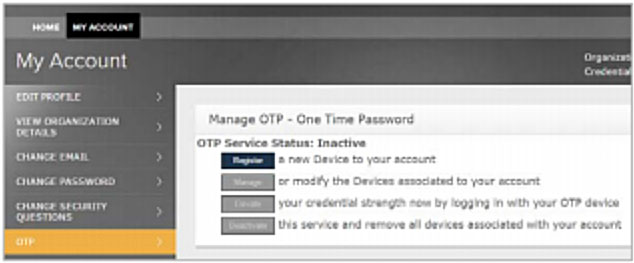 HOME MY ACCOUNT
My Account
Organizat
Credential
EDIT PROFILE
VIEW ORGANIZATION
DETAILS
CHANGE EMAIL
CHANGE PASSWORD
CHANGE SECURITY
QUESTIONS
OTP
Manage OTP - One Time Password
OTP Service Status: Inactive
Register a new Device to your account
Manage or modify the Devices associated to your account
Elevate your credential strength now by logging in with your OTP device
Deactivate this service and remove all devices associated with your account